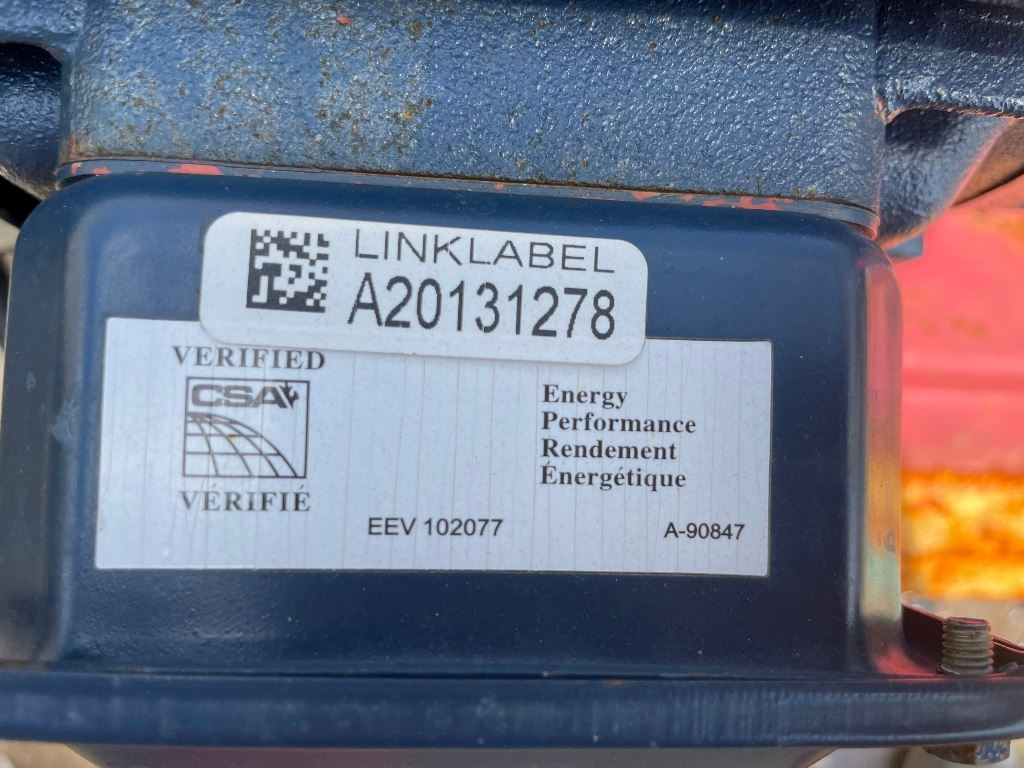 LINKLABEL
A20131278
VERIFIED
CSA
VÉRIFIÉ
Energy
Performance
Rendement
Énergétique
EEV 102077
A-90847